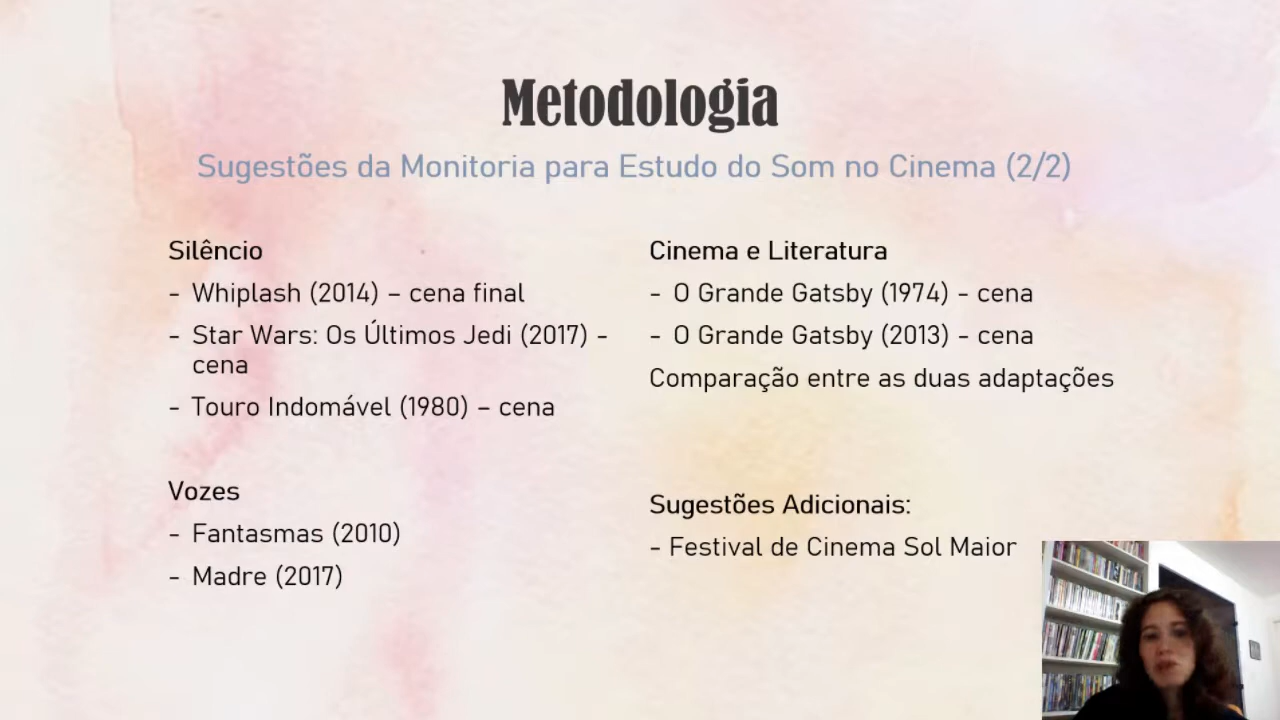 Metodologia
Sugestões da Monitoria para Estudo do Som no Cinema (2/2)
Silêncio
- Whiplash (2014) – cena final
- Star Wars: Os Últimos Jedi (2017) -
cena
- Touro Indomável (1980) – cena
Vozes
- Fantasmas (2010)
- Madre (2017)
Cinema e Literatura
- O Grande Gatsby (1974) - cena
- O Grande Gatsby (2013) - cena
Comparação entre as duas adaptações
Sugestões Adicionais:
- Festival de Cinema Sol Maior